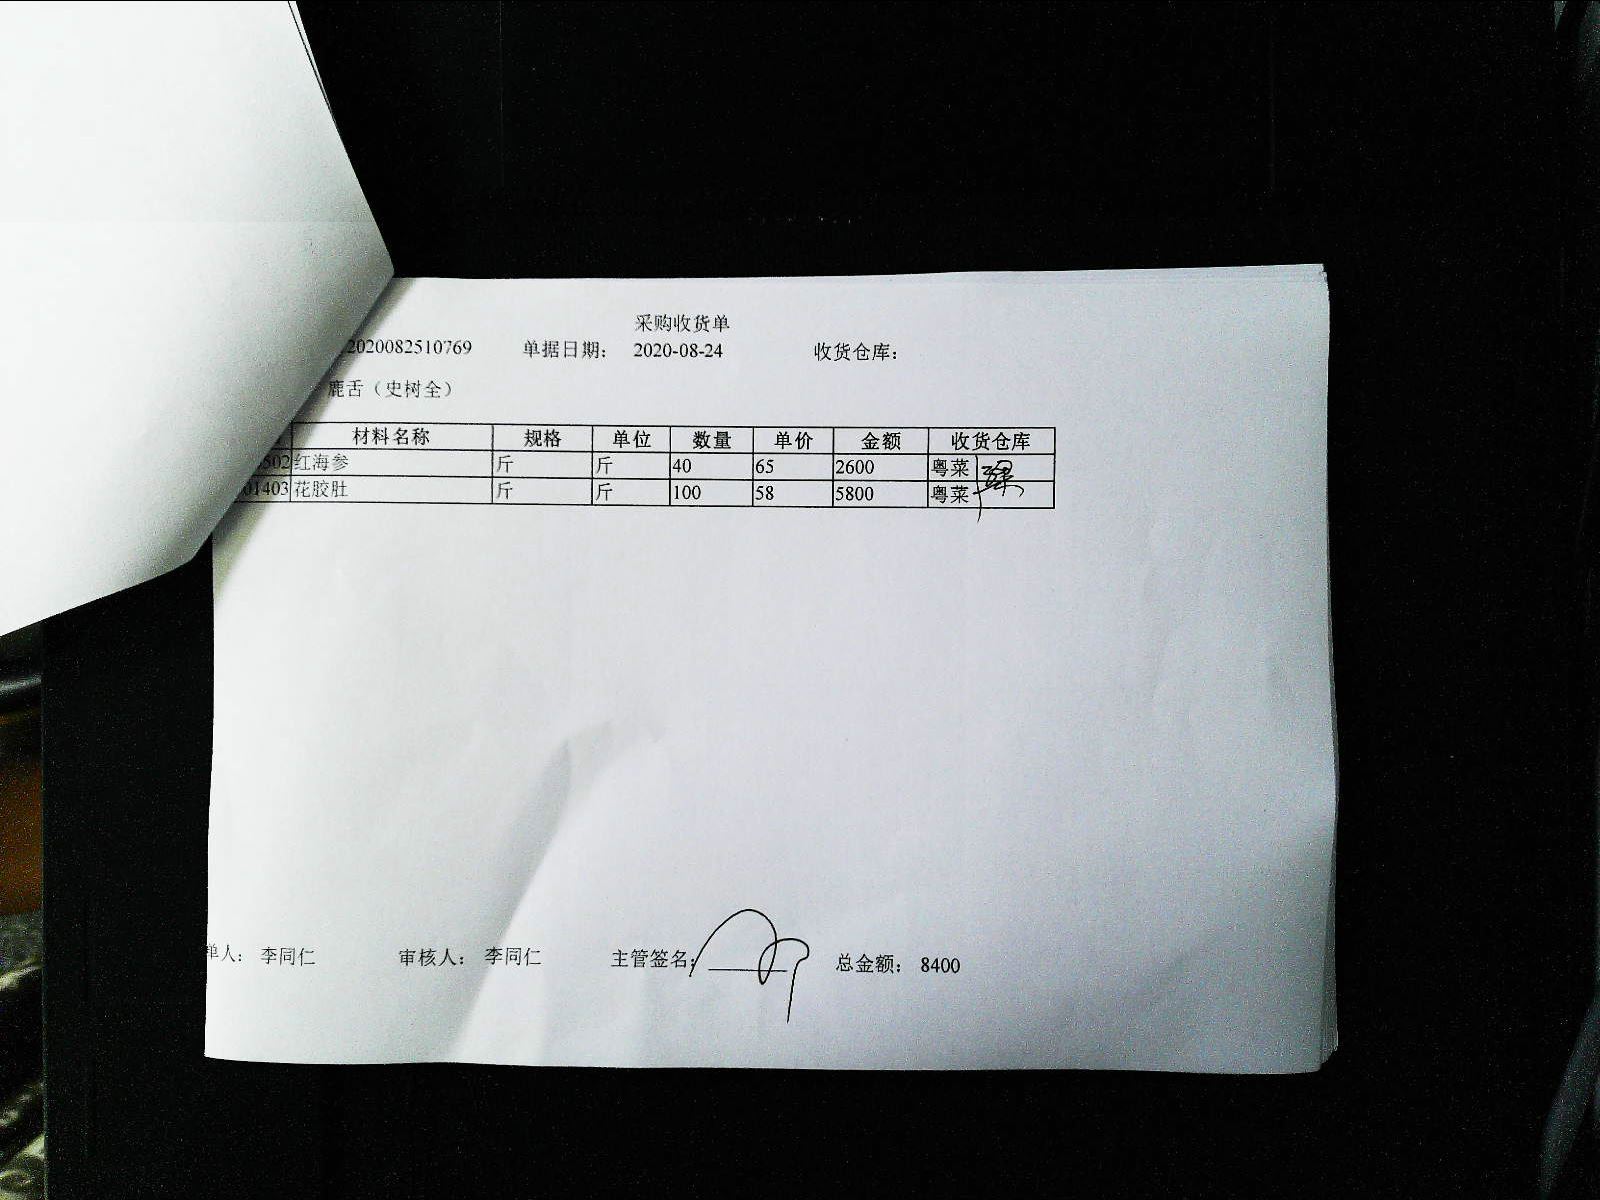 采购收货单
2020082510769 单据日期： 2020-08-24 收货仓库：
鹿舌（史树全）
材料名称 规格 单位 数量 单价 金额 收货仓库
502 红海参 斤 斤 40 65 2600 粤菜
01403 花胶肚 斤 斤 100 58 5800 粤菜
单人： 李同仁 审核人： 李同仁 主管签名： 总金额： 8400